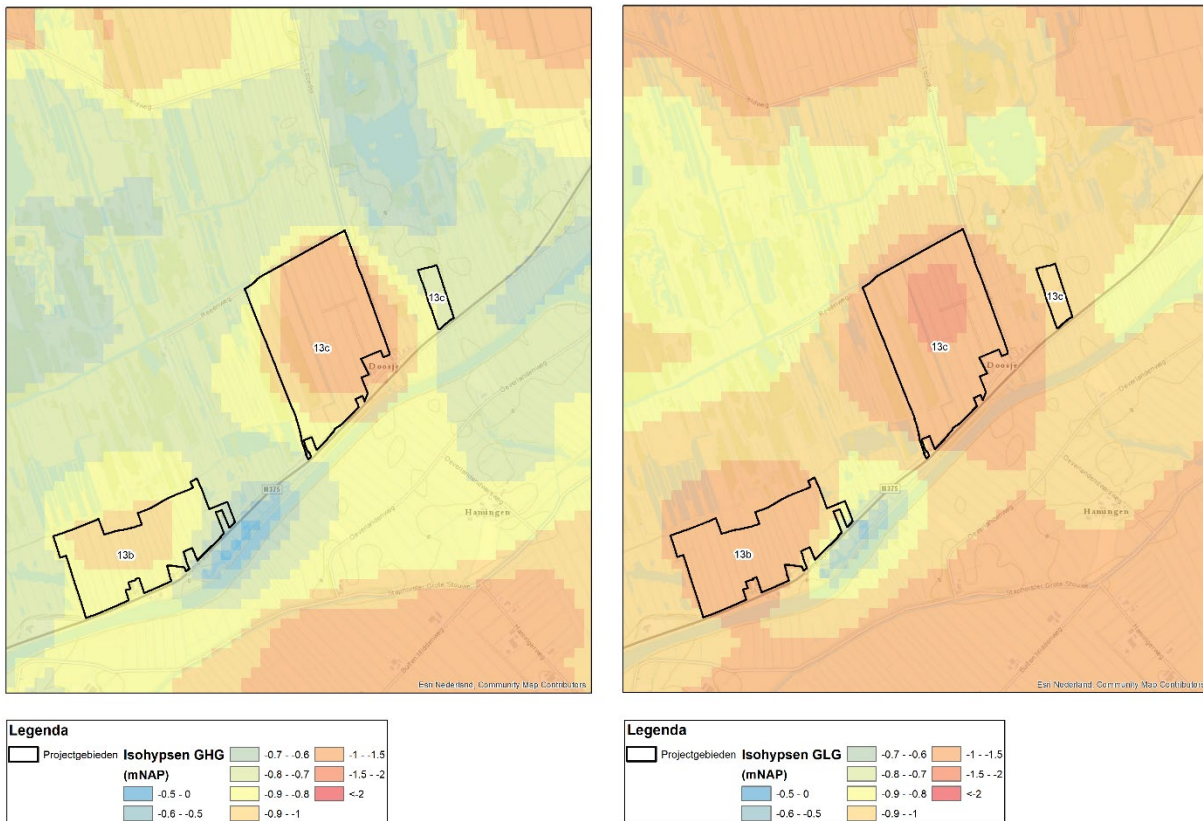 13c
13c
Doosje
N375
13b
Haningen
Esri Nederland, Community Map Contributors
Legenda
Projectgebieden
Isohypsen GHG
(mNAP)
-0.5 - 0
-0.6 - -0.5
-0.7 - -0.6
-0.8 - -0.7
-0.9 - -0.8
-0.9 - -1
-1 - -1.5
-1.5 - -2
<-2
13c
13c
Doosje
N375
13b
Haningen
Esri Nederland, Community Map Contributors
Legenda
Projectgebieden
Isohypsen GLG
(mNAP)
-0.5 - 0
-0.6 - -0.5
-0.7 - -0.6
-0.8 - -0.7
-0.9 - -0.8
-0.9 - -1
-1 - -1.5
-1.5 - -2
<-2